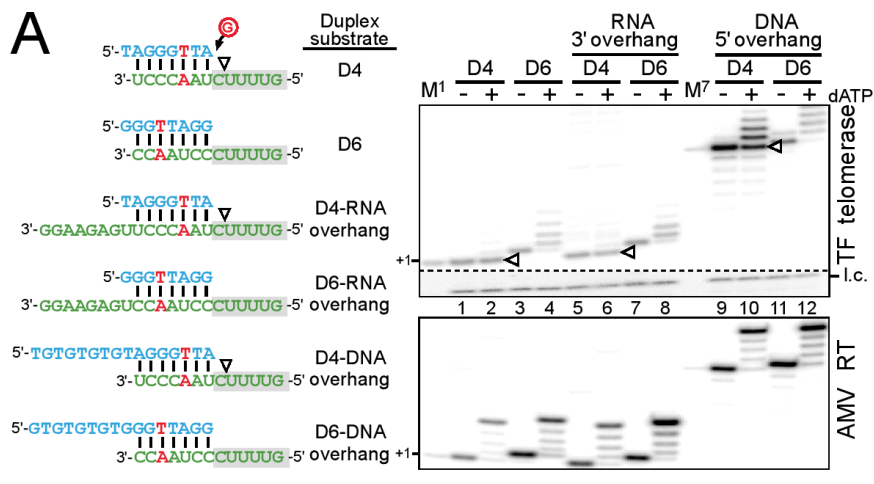 A
G
Duplex
substrate
5'-TAGGGTTA
3'-UCCCAAUCUUUUG-5'
D4
5'-GGGTTAGG
3'-CCAAUCCCUUUUG-5'
D6
5'-TAGGGTTA
3'-GGAAGAGUUCCCAAUCUUUUG-5'
D4-RNA
overhang
5'-GGGTTAGG
3'-GGAAGAGUCCAAUCCCUUUUG-5'
D6-RNA
overhang
5'-TGTGTGTGTAGGGTTA
3'-UCCCAAUCUUUUG-5'
D4-DNA
overhang
5'-GTGTGTGTGGGTTAGG
3'-CCAAUCCCUUUUG-5'
D6-DNA
overhang
RNA
3' overhang
DNA
5' overhang
D4 D6 D4 D6 D4 D6
M1 - + - + - + - + M7 - + - + dATP
+1
TF telomerase
l.c.
1 2 3 4 5 6 7 8 9 10 11 12
+1
AMV RT